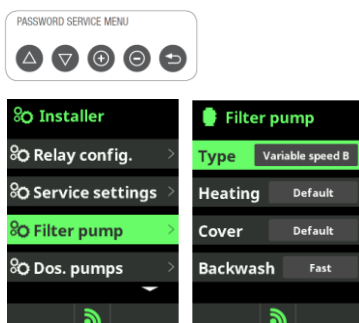 PASSWORD SERVICE MENU
Installer
Relay config.
Service settings
Filter pump
Dos. pumps
Filter pump
Type Variable speed B
Heating Default
Cover Default
Backwash Fast